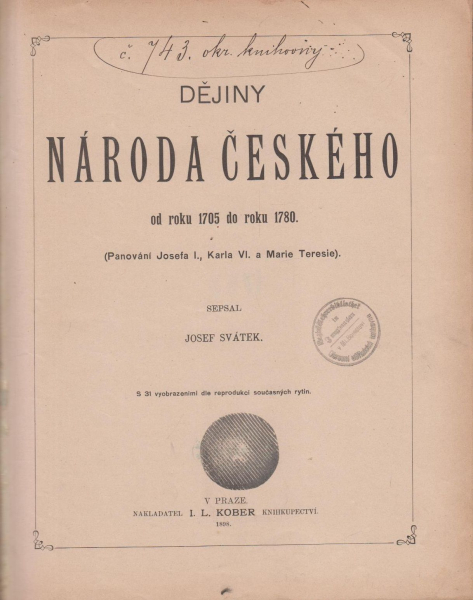 č. 743. okr. knihovny
DĚJINY
NÁRODA ČESKÉHO
od roku 1705 do roku 1780.
(Panování Josefa I., Karla VI. a Marie Teresie).
SEPSAL
JOSEF SVÁTEK.
S 31 vyobrazeními dle reprodukcí současných rytin.
V PRAZE.
NAKLADATEL I. L. KOBER KNIHKUPECTVÍ.
1898.